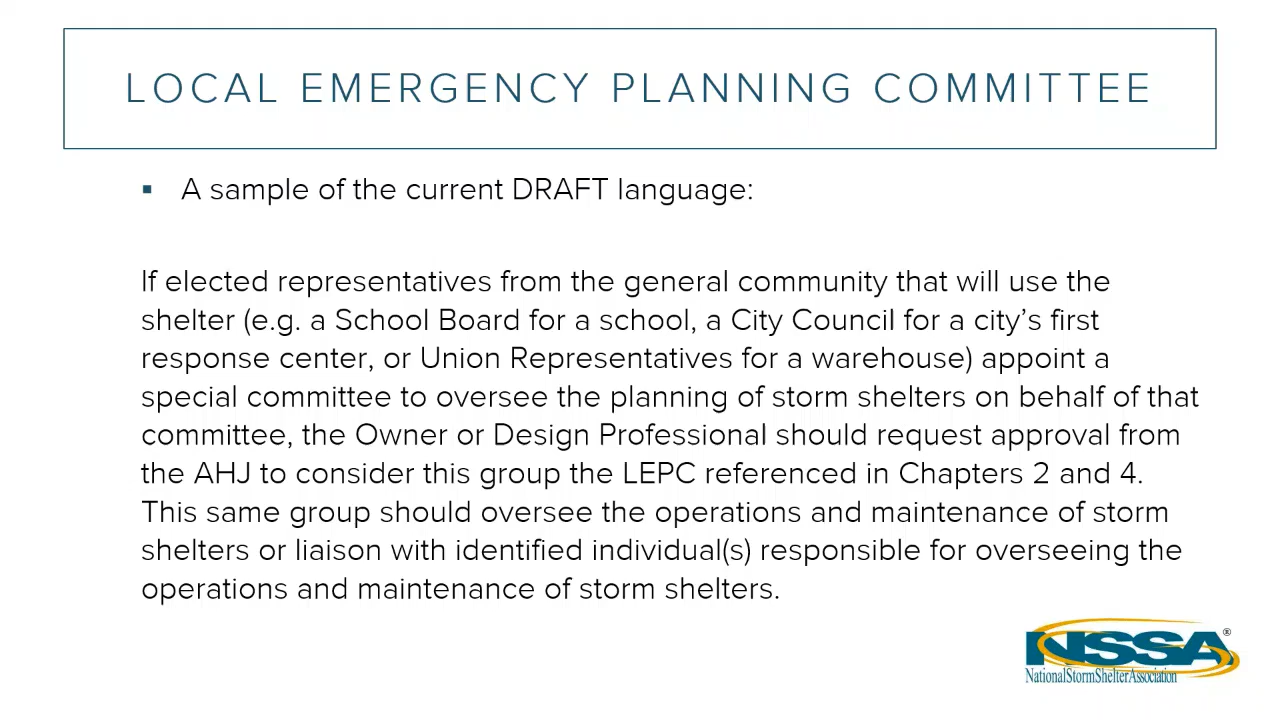 LOCAL EMERGENCY PLANNING COMMITTEE
▪ A sample of the current DRAFT language:
If elected representatives from the general community that will use the
shelter (e.g. a School Board for a school, a City Council for a city’s first
response center, or Union Representatives for a warehouse) appoint a
special committee to oversee the planning of storm shelters on behalf of that
committee, the Owner or Design Professional should request approval from
the AHJ to consider this group the LEPC referenced in Chapters 2 and 4.
This same group should oversee the operations and maintenance of storm
shelters or liaison with identified individual(s) responsible for overseeing the
operations and maintenance of storm shelters.
NSSA®
NationalStormShelterAssociation